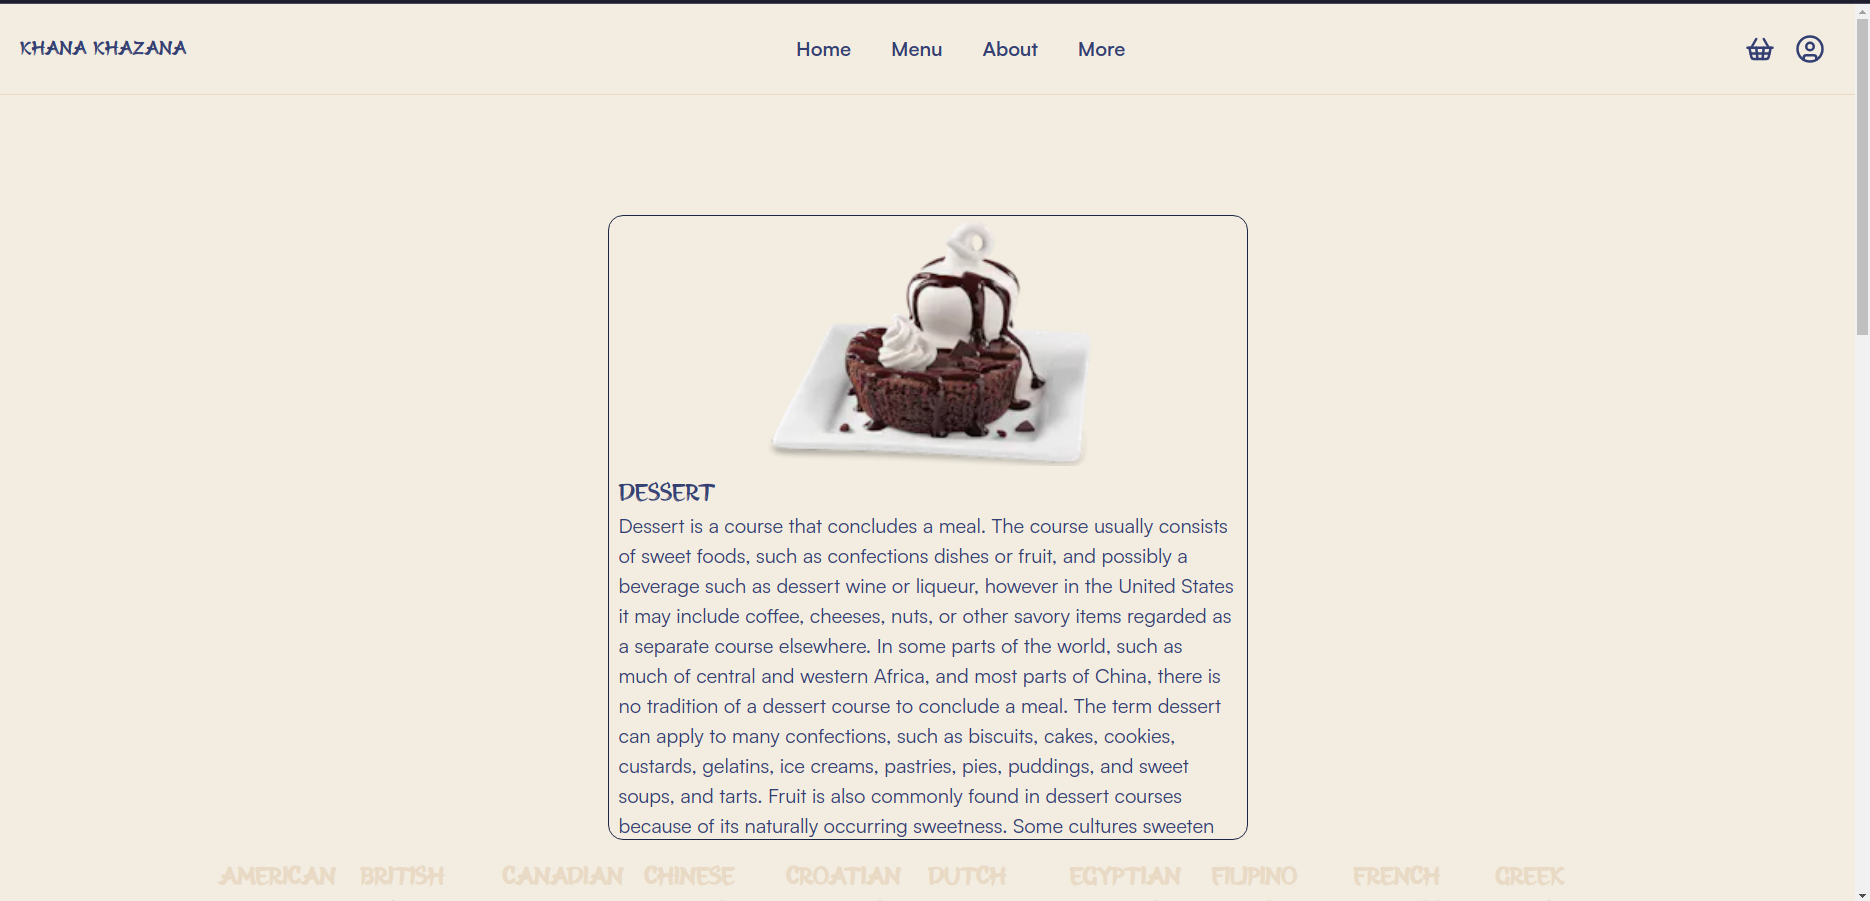 KHANA KHAZANA
Home Menu About More
DESSERT
Dessert is a course that concludes a meal. The course usually consists
of sweet foods, such as confections dishes or fruit, and possibly a
beverage such as dessert wine or liqueur, however in the United States
it may include coffee, cheeses, nuts, or other savory items regarded as
a separate course elsewhere. In some parts of the world, such as
much of central and western Africa, and most parts of China, there is
no tradition of a dessert course to conclude a meal. The term dessert
can apply to many confections, such as biscuits, cakes, cookies,
custards, gelatins, ice creams, pastries, pies, puddings, and sweet
soups, and tarts. Fruit is also commonly found in dessert courses
because of its naturally occurring sweetness. Some cultures sweeten
AMERICAN BRITISH CANADIAN CHINESE CROATIAN DUTCH EGYPTIAN FILIPINO FRENCH GREEK